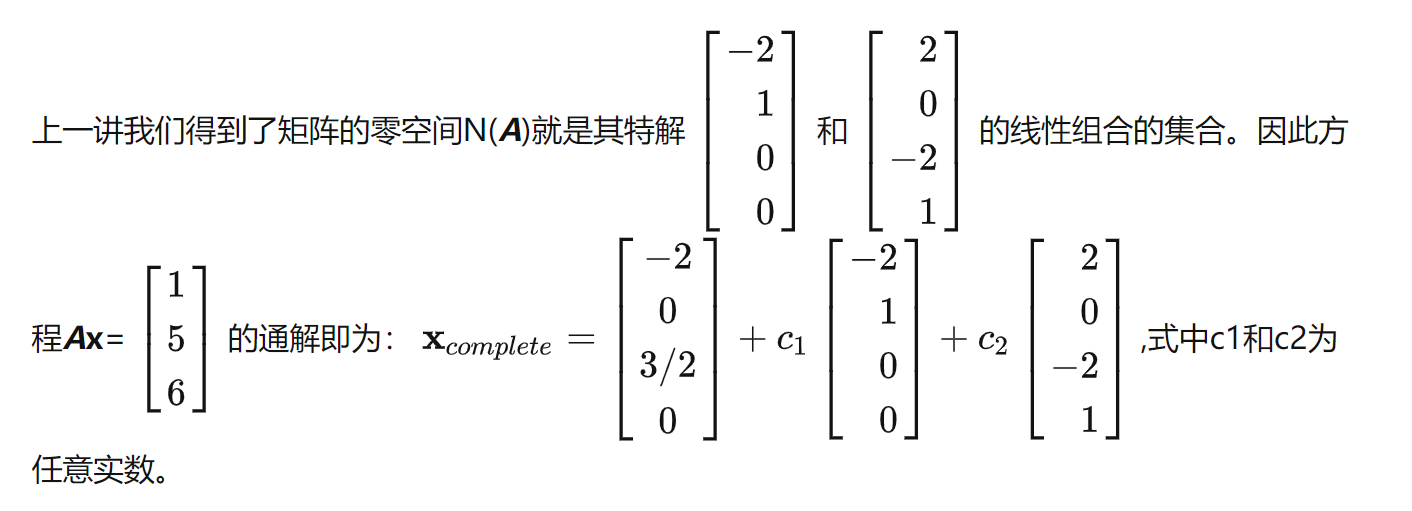 上一讲我们得到了矩阵的零空间N(A)就是其特解 \begin{bmatrix} -2 \\ 1 \\ 0 \\ 0 \end{bmatrix} 和 \begin{bmatrix} 2 \\ 0 \\ -2 \\ 1 \end{bmatrix} 的线性组合的集合。因此方
程Ax= \begin{bmatrix} 1 \\ 5 \\ 6 \end{bmatrix} 的通解即为： \mathbf{x}_{complete} = \begin{bmatrix} -2 \\ 0 \\ 3/2 \\ 0 \end{bmatrix} + c_1 \begin{bmatrix} -2 \\ 1 \\ 0 \\ 0 \end{bmatrix} + c_2 \begin{bmatrix} 2 \\ 0 \\ -2 \\ 1 \end{bmatrix} ,式中c1和c2为
任意实数。